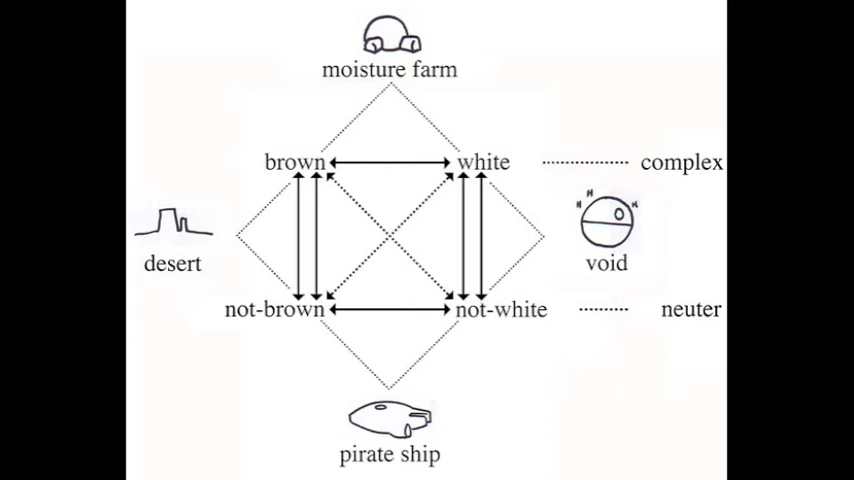 moisture farm
brown
white
complex
desert
void
not-brown
not-white
neuter
pirate ship